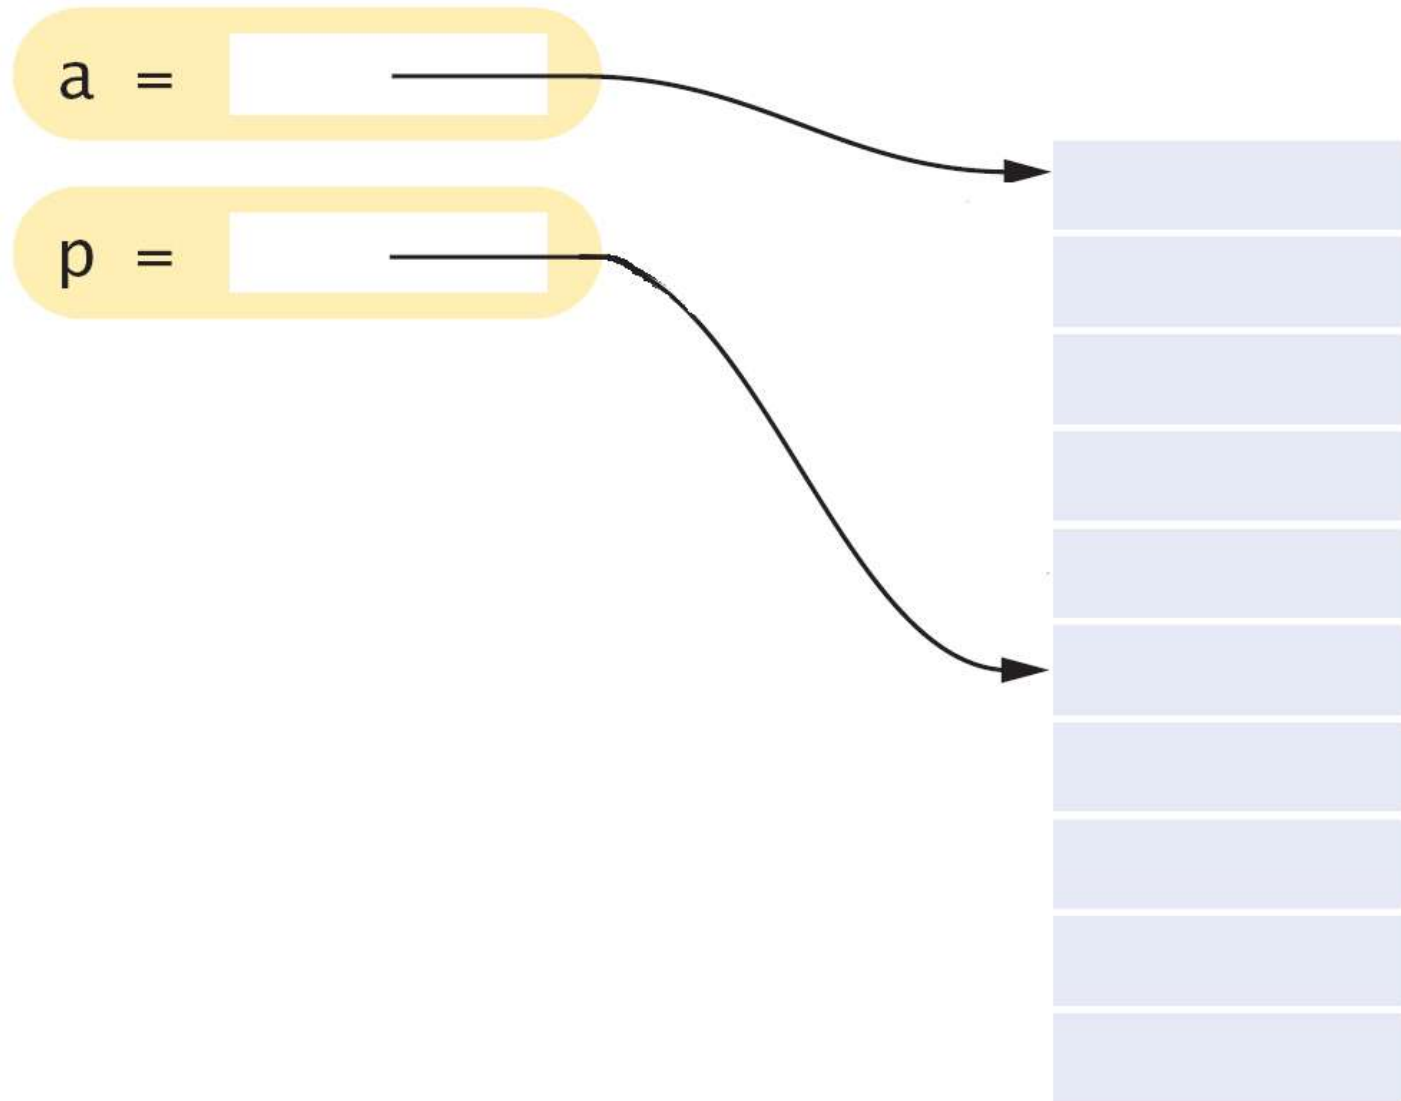 a =
p =